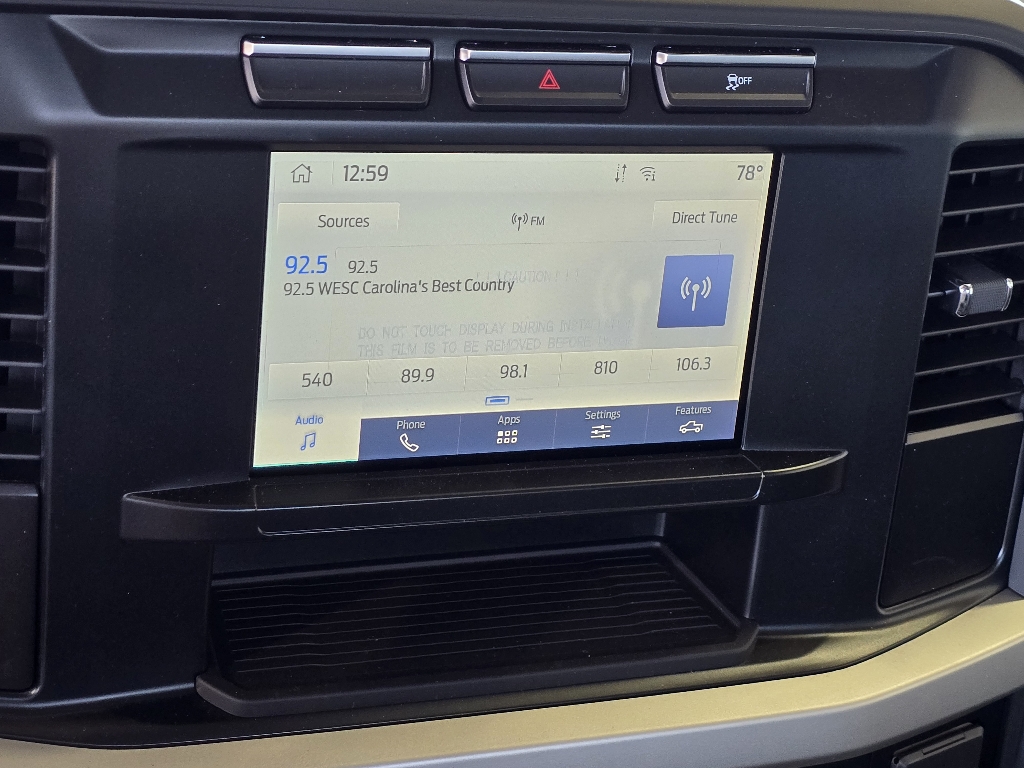 OFF
12:59
78°
Sources
FM
Direct Tune
92.5 92.5
CAUTION
92.5 WESC Carolina's Best Country
DO NOT TOUCH DISPLAY DURING
THIS FILM IS TO BE REMOVED
540 89.9 98.1 810 106.3
Audio Phone Apps Settings Features